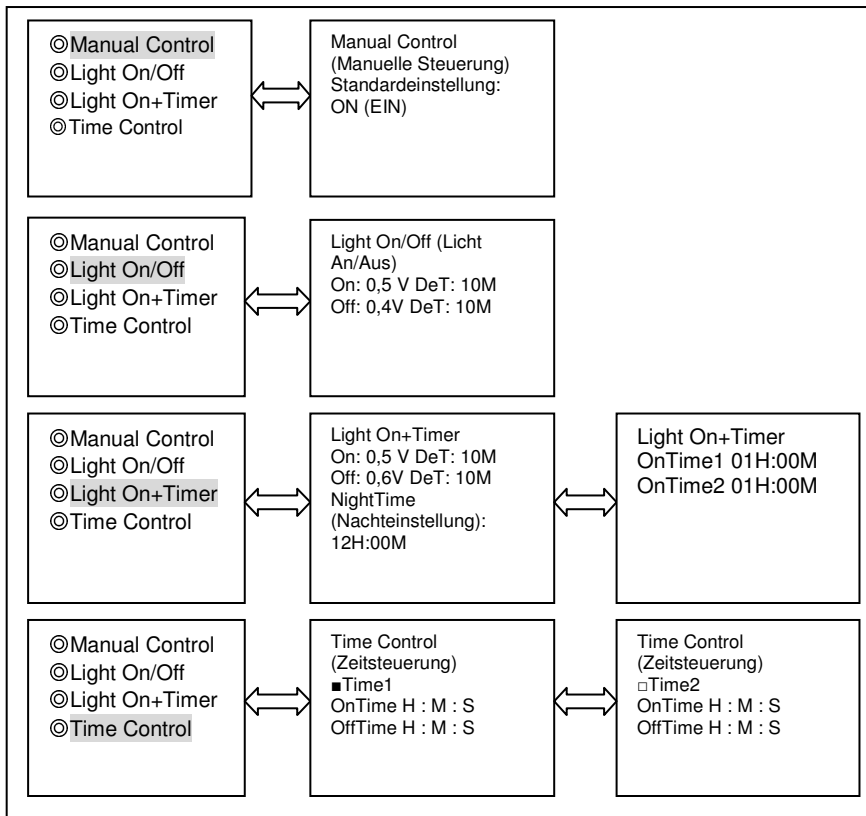 ◎Manual Control
◎Light On/Off
◎Light On+Timer
◎Time Control
Manual Control
(Manuelle Steuerung)
Standardeinstellung:
ON (EIN)
◎Manual Control
◎Light On/Off
◎Light On+Timer
◎Time Control
Light On/Off (Licht
An/Aus)
On: 0,5 V DeT: 10M
Off: 0,4V DeT: 10M
◎Manual Control
◎Light On/Off
◎Light On+Timer
◎Time Control
Light On+Timer
On: 0,5 V DeT: 10M
Off: 0,6V DeT: 10M
NightTime
(Nachteinstellung):
12H:00M
Light On+Timer
OnTime1 01H:00M
OnTime2 01H:00M
◎Manual Control
◎Light On/Off
◎Light On+Timer
◎Time Control
Time Control
(Zeitsteuerung)
■Time1
OnTime H : M : S
OffTime H : M : S
Time Control
(Zeitsteuerung)
□Time2
OnTime H : M : S
OffTime H : M : S